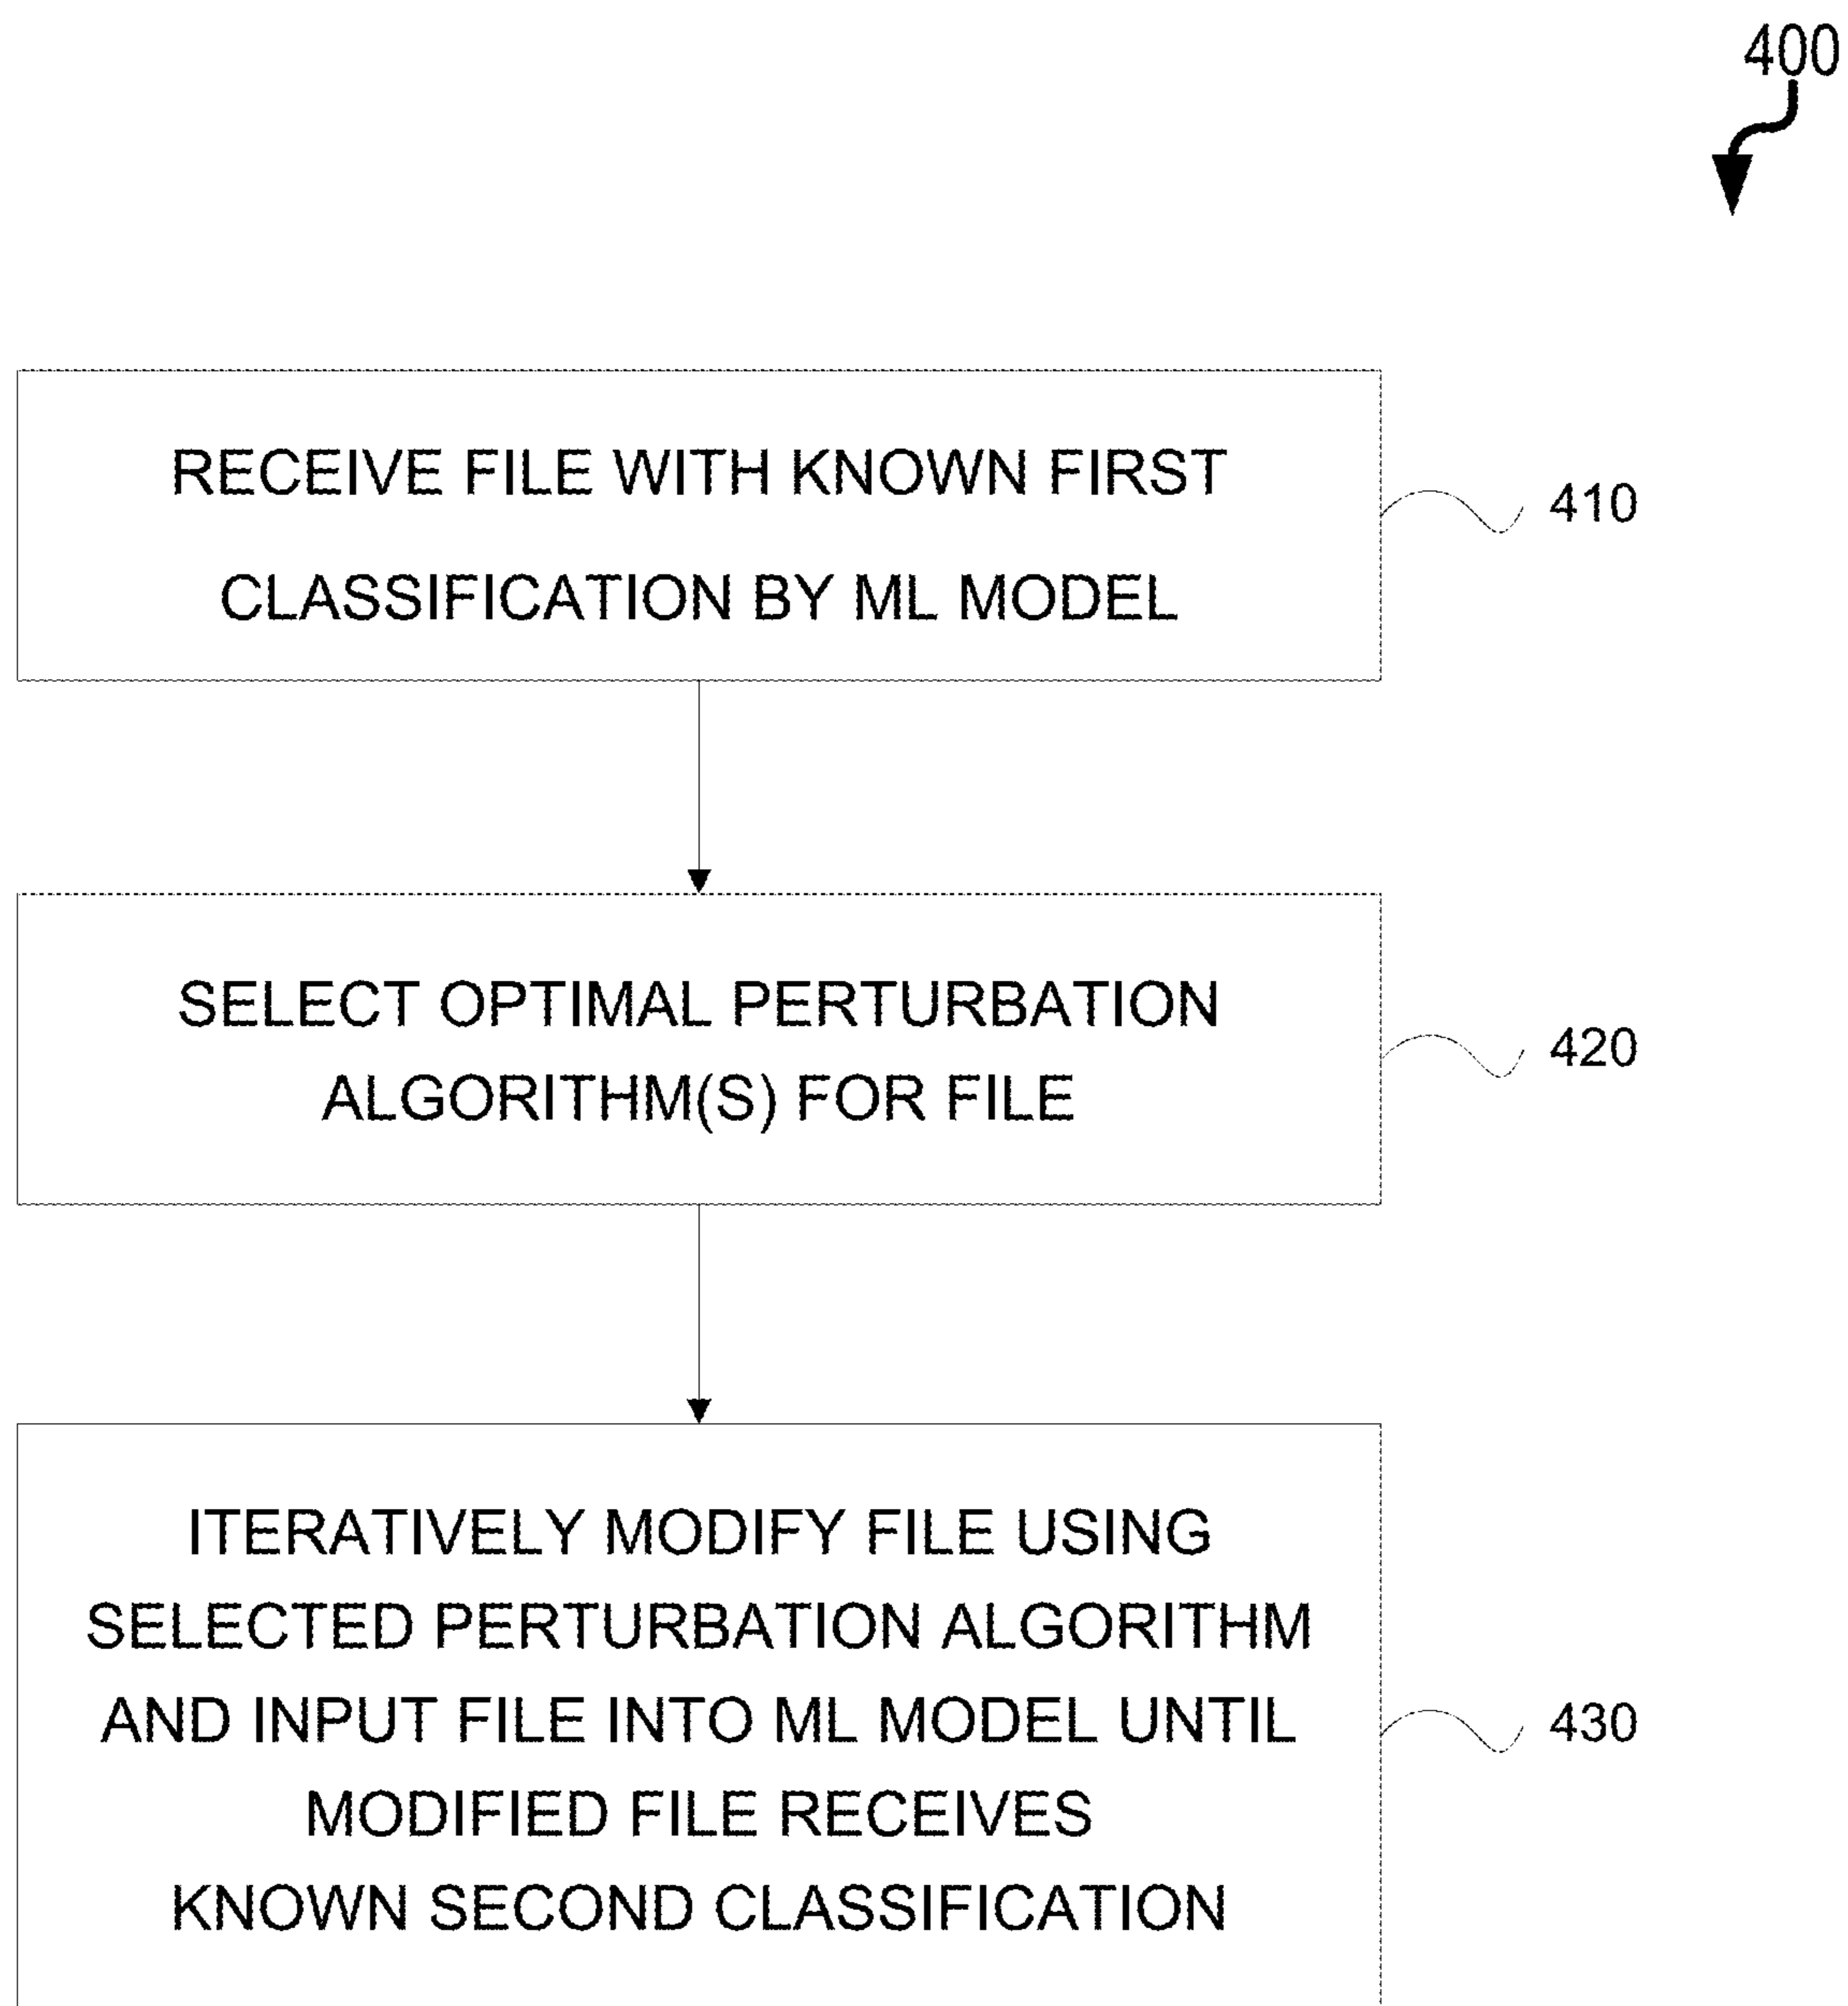 400
RECEIVE FILE WITH KNOWN FIRST
CLASSIFICATION BY ML MODEL
410
SELECT OPTIMAL PERTURBATION
ALGORITHM(S) FOR FILE
420
ITERATIVELY MODIFY FILE USING
SELECTED PERTURBATION ALGORITHM
AND INPUT FILE INTO ML MODEL UNTIL
MODIFIED FILE RECEIVES
KNOWN SECOND CLASSIFICATION
430